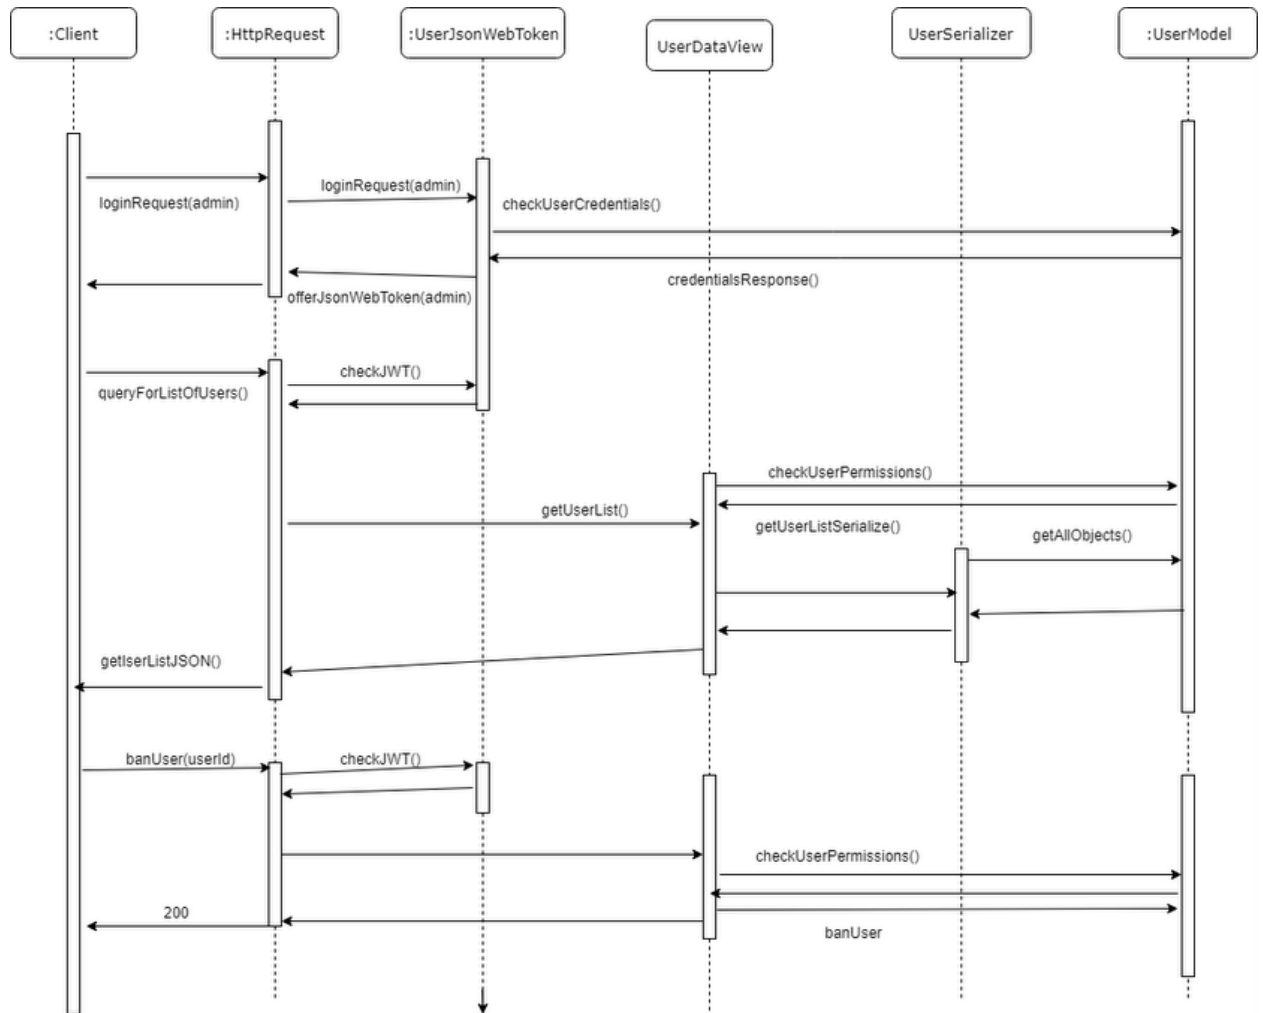 :Client
:HttpRequest
:UserJsonWebToken
UserDataView
UserSerializer
:UserModel
loginRequest(admin)
loginRequest(admin)
checkUserCredentials()
credentialsResponse()
offerJsonWebToken(admin)
checkJWT()
queryForListOfUsers()
checkUserPermissions()
getUserList()
getUserListSerialize()
getAllObjects()
getIserListJSON()
banUser(userId)
checkJWT()
checkUserPermissions()
200
banUser